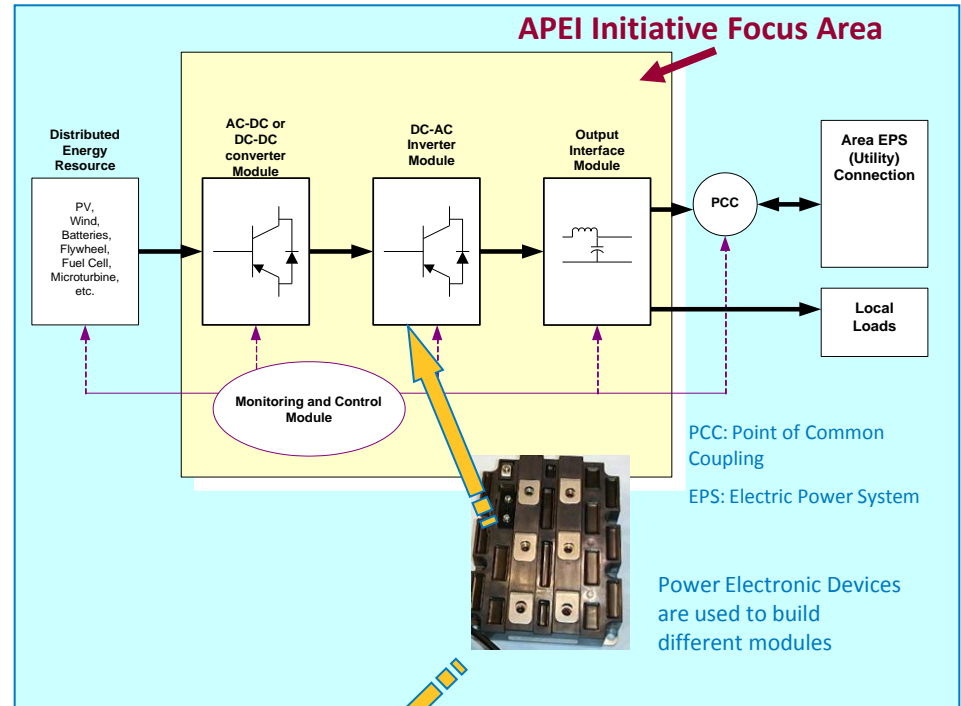 APEI Initiative Focus Area
Distributed
Energy
Resource
AC-DC or
DC-DC
converter
Module
DC-AC
Inverter
Module
Output
Interface
Module
Area EPS
(Utility)
Connection
PV,
Wind,
Batteries,
Flywheel,
Fuel Cell,
Microturbine,
etc.
PCC
Local
Loads
Monitoring and Control
Module
PCC: Point of Common
Coupling
EPS: Electric Power System
Power Electronic Devices
are used to build
different modules